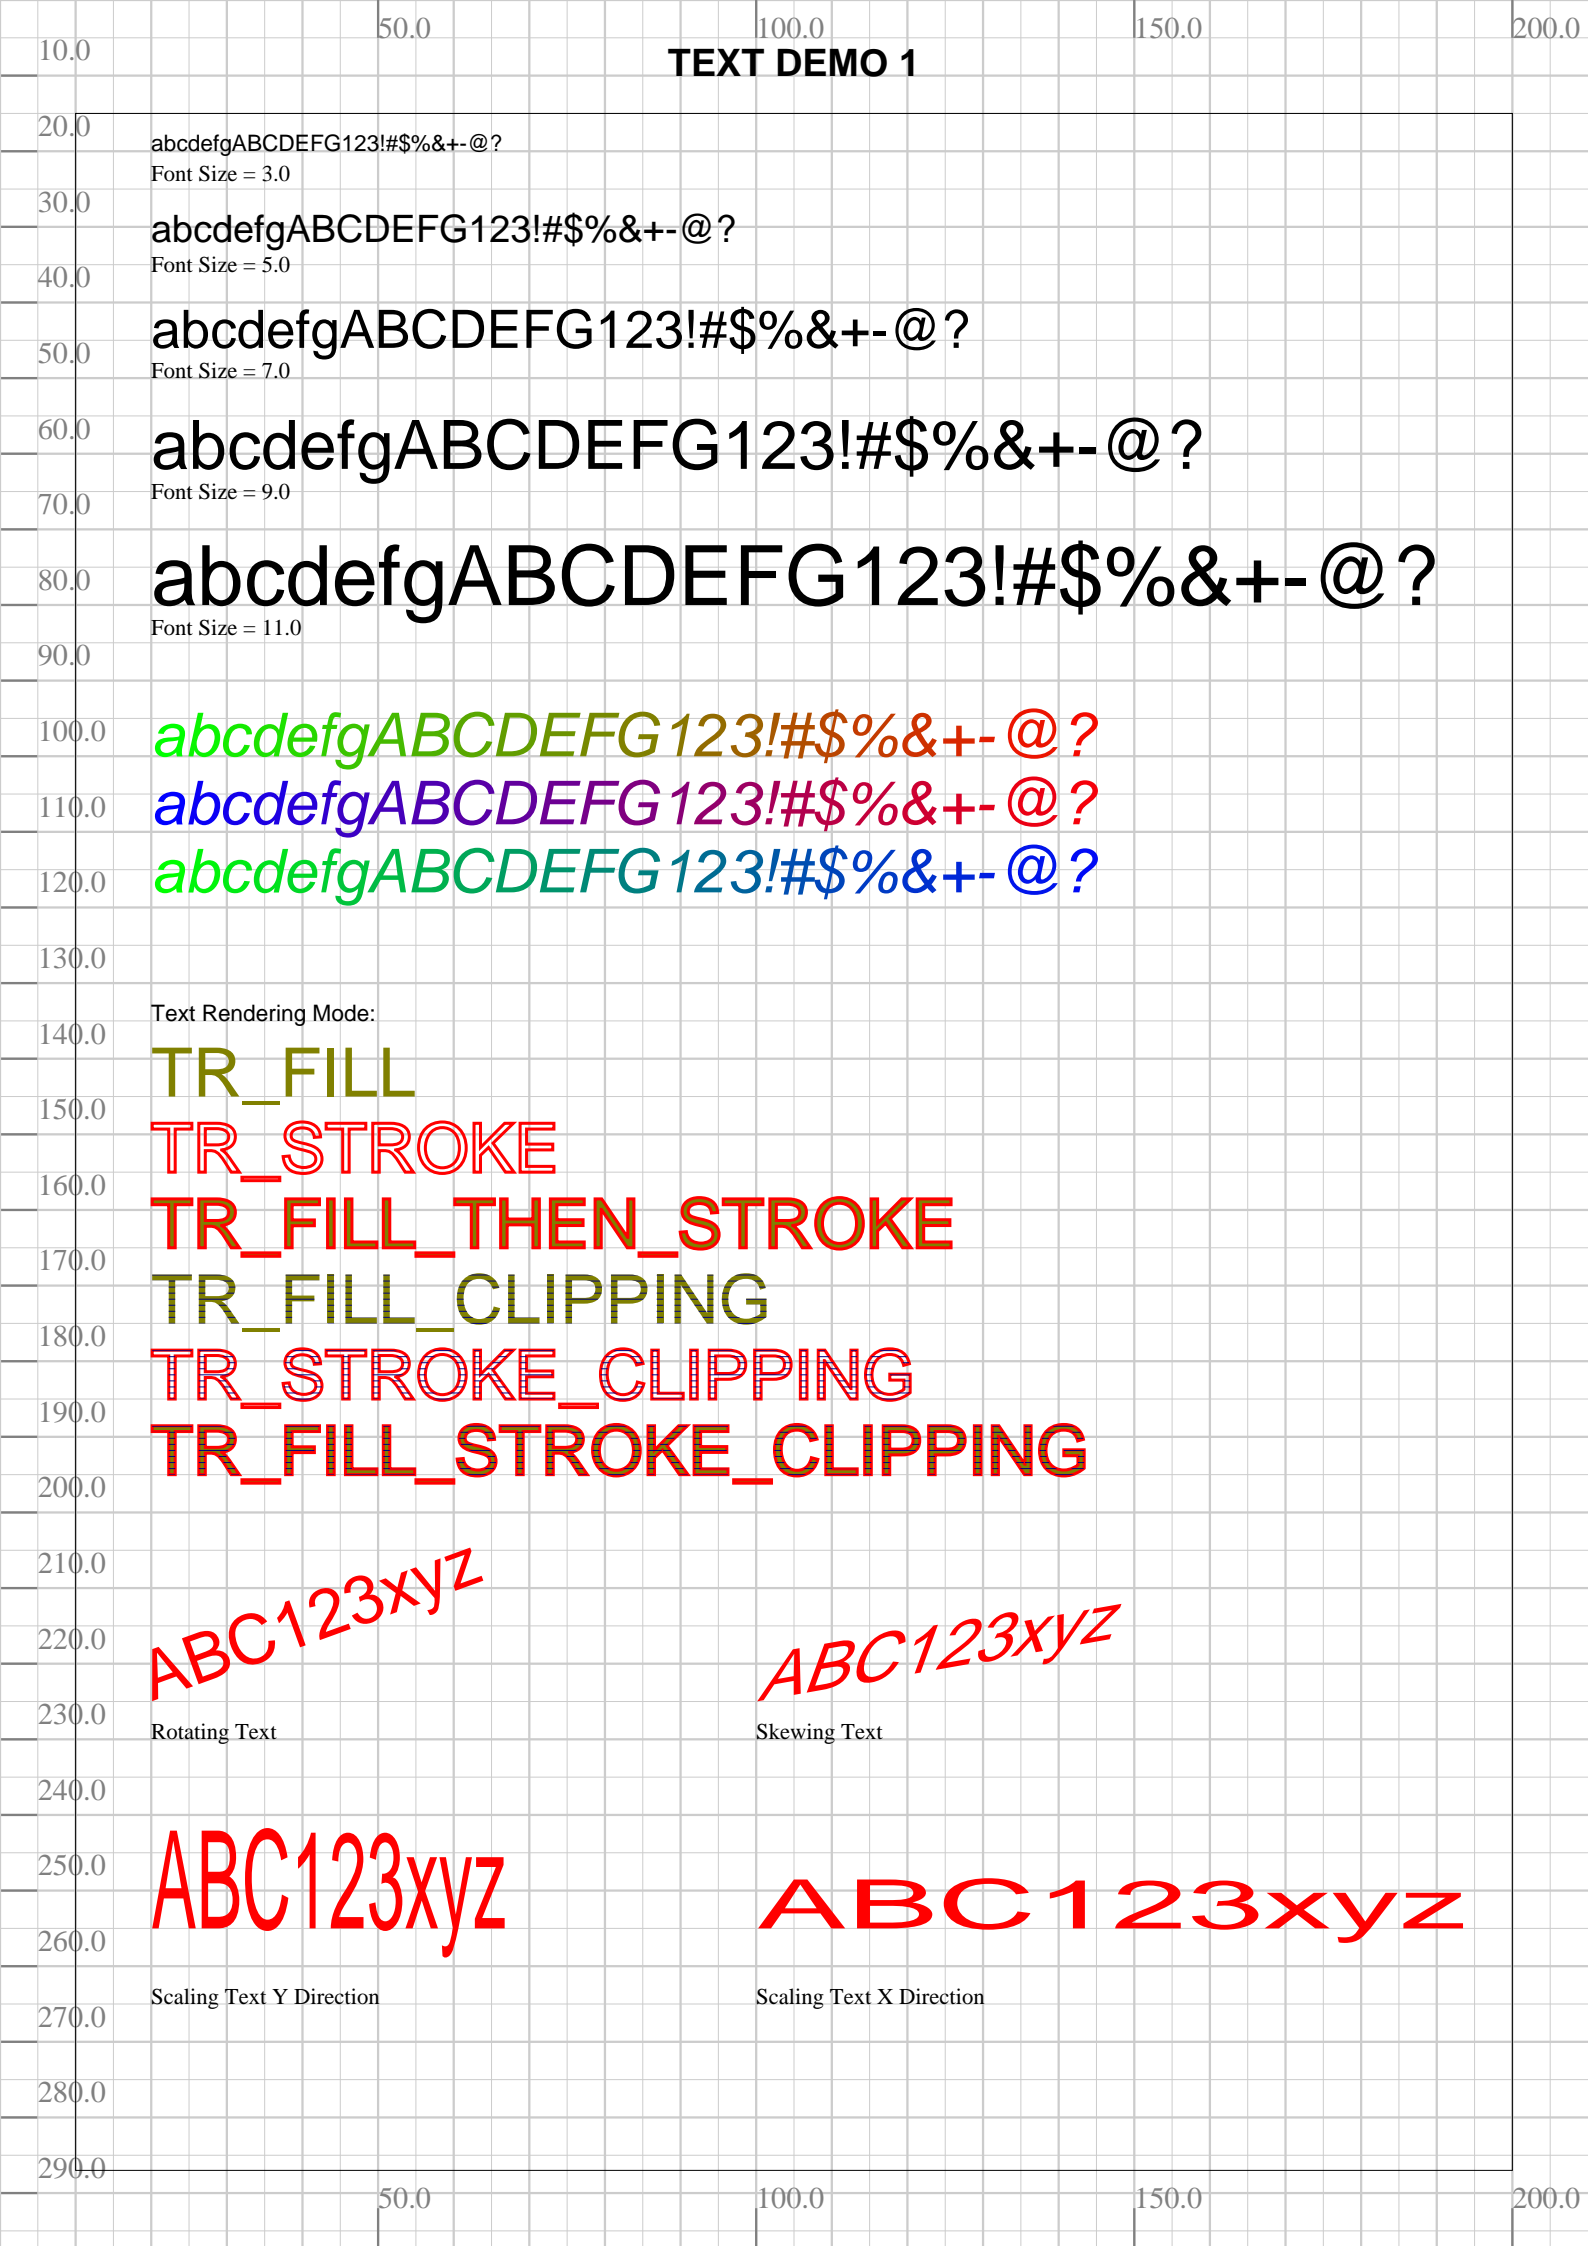 50.0 100.0 150.0 200.0
10.0
TEXT DEMO 1
20.0
abcdefgABCDEFG123!#$%&+-@?
Font Size = 3.0
30.0
abcdefgABCDEFG123!#$%&+-@?
Font Size = 5.0
40.0
abcdefgABCDEFG123!#$%&+-@?
50.0
Font Size = 7.0
60.0
abcdefgABCDEFG123!#$%&+-@?
Font Size = 9.0
70.0
abcdefgABCDEFG123!#$%&+-@?
80.0
Font Size = 11.0
90.0
100.0
abcdefgABCDEFG123!#$%&+-@?
110.0
abcdefgABCDEFG123!#$%&+-@?
120.0
abcdefgABCDEFG123!#$%&+-@?
130.0
Text Rendering Mode:
140.0
TR_FILL
150.0
TR_STROKE
160.0
TR_FILL_THEN_STROKE
170.0
TR_FILL_CLIPPING
180.0
TR_STROKE_CLIPPING
190.0
TR_FILL_STROKE_CLIPPING
200.0
210.0
ABC123xyz
220.0
ABC123xyz
230.0
Rotating Text
Skewing Text
240.0
250.0
ABC123xyz
ABC123xyz
260.0
Scaling Text Y Direction
Scaling Text X Direction
270.0
280.0
290.0
50.0 100.0 150.0 200.0